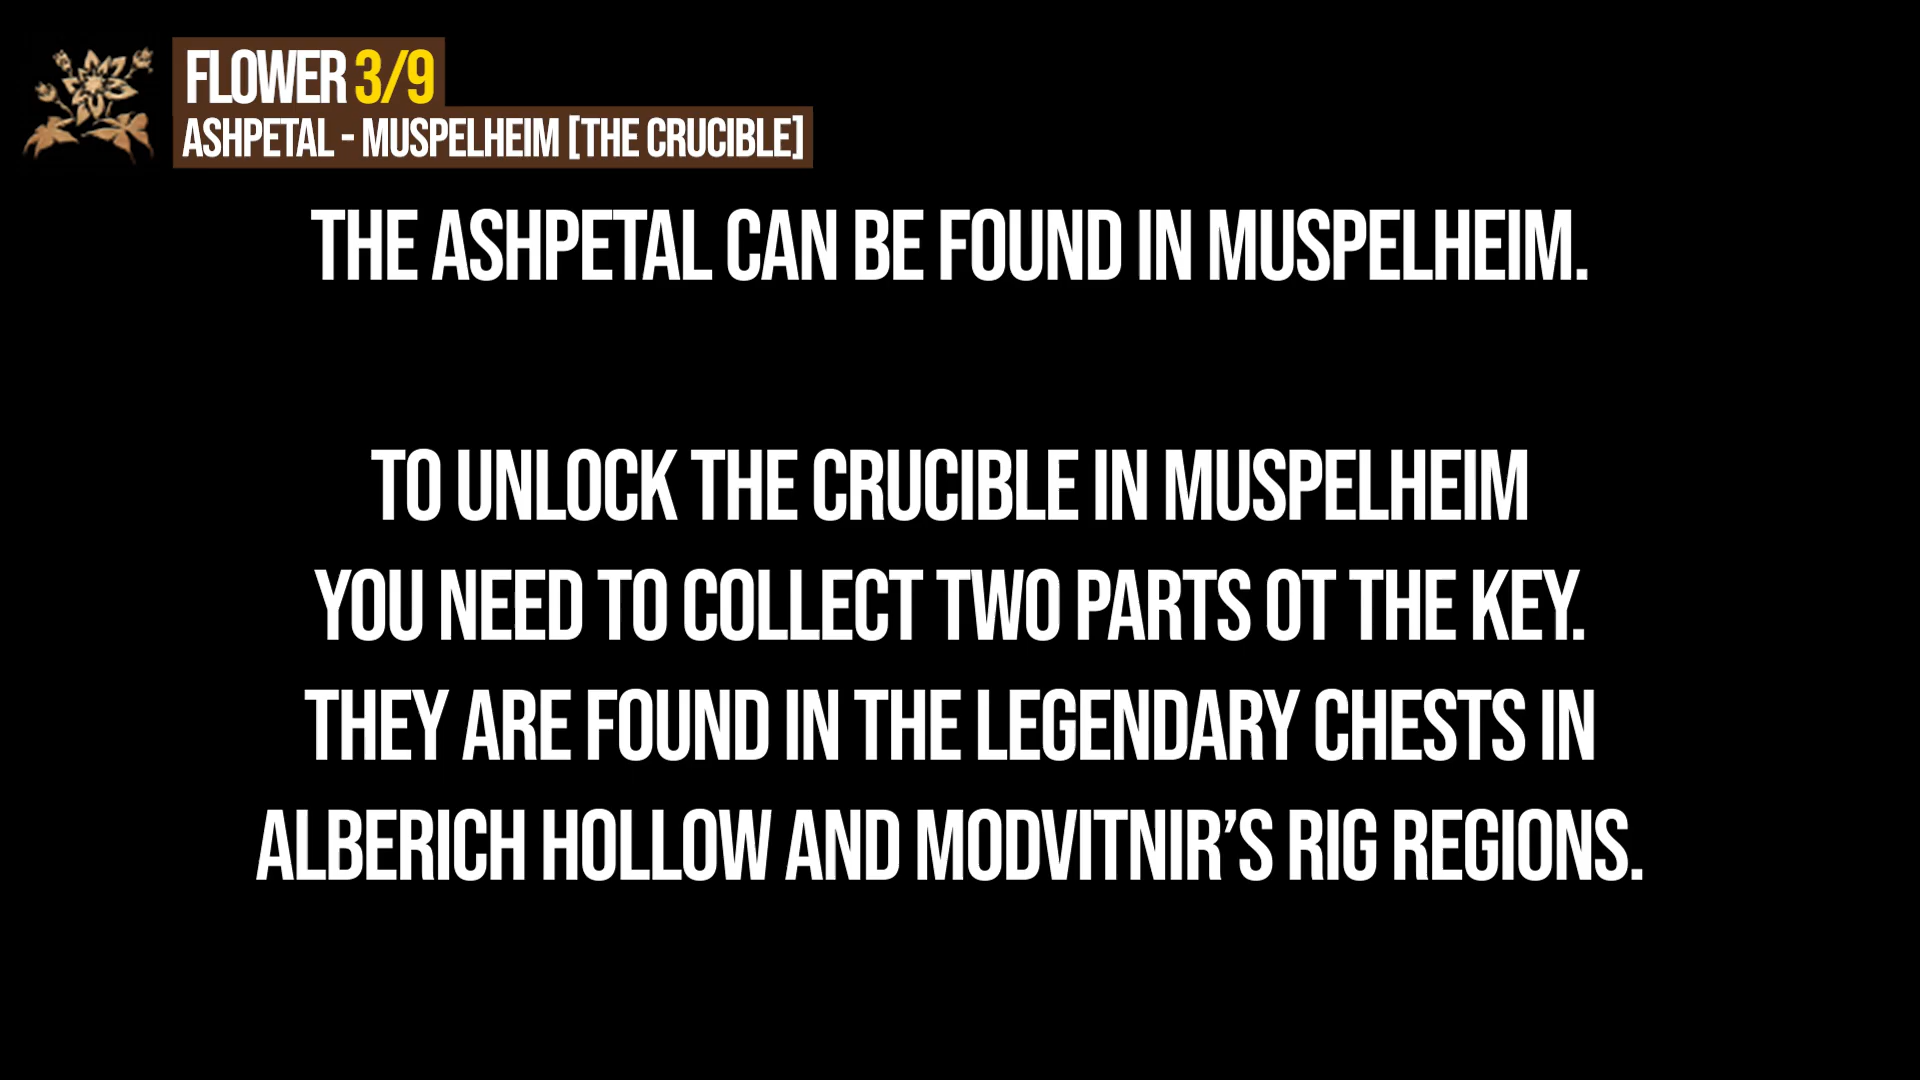 FLOWER 3/9
ASHPETAL - MUSPELHEIM [THE CRUCIBLE]
THE ASHPETAL CAN BE FOUND IN MUSPELHEIM.
TO UNLOCK THE CRUCIBLE IN MUSPELHEIM
YOU NEED TO COLLECT TWO PARTS OT THE KEY.
THEY ARE FOUND IN THE LEGENDARY CHESTS IN
ALBERICH HOLLOW AND MODVITNIR’S RIG REGIONS.